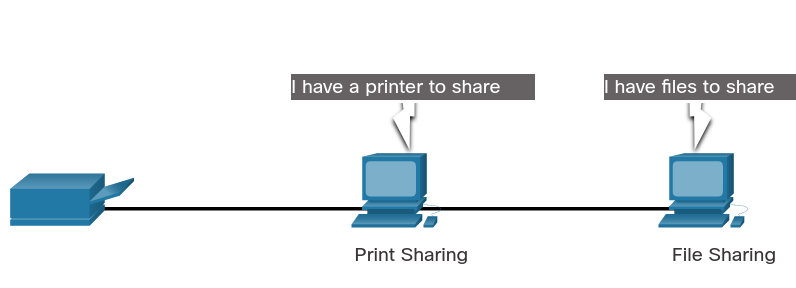 I have a printer to share
I have files to share
Print Sharing
File Sharing